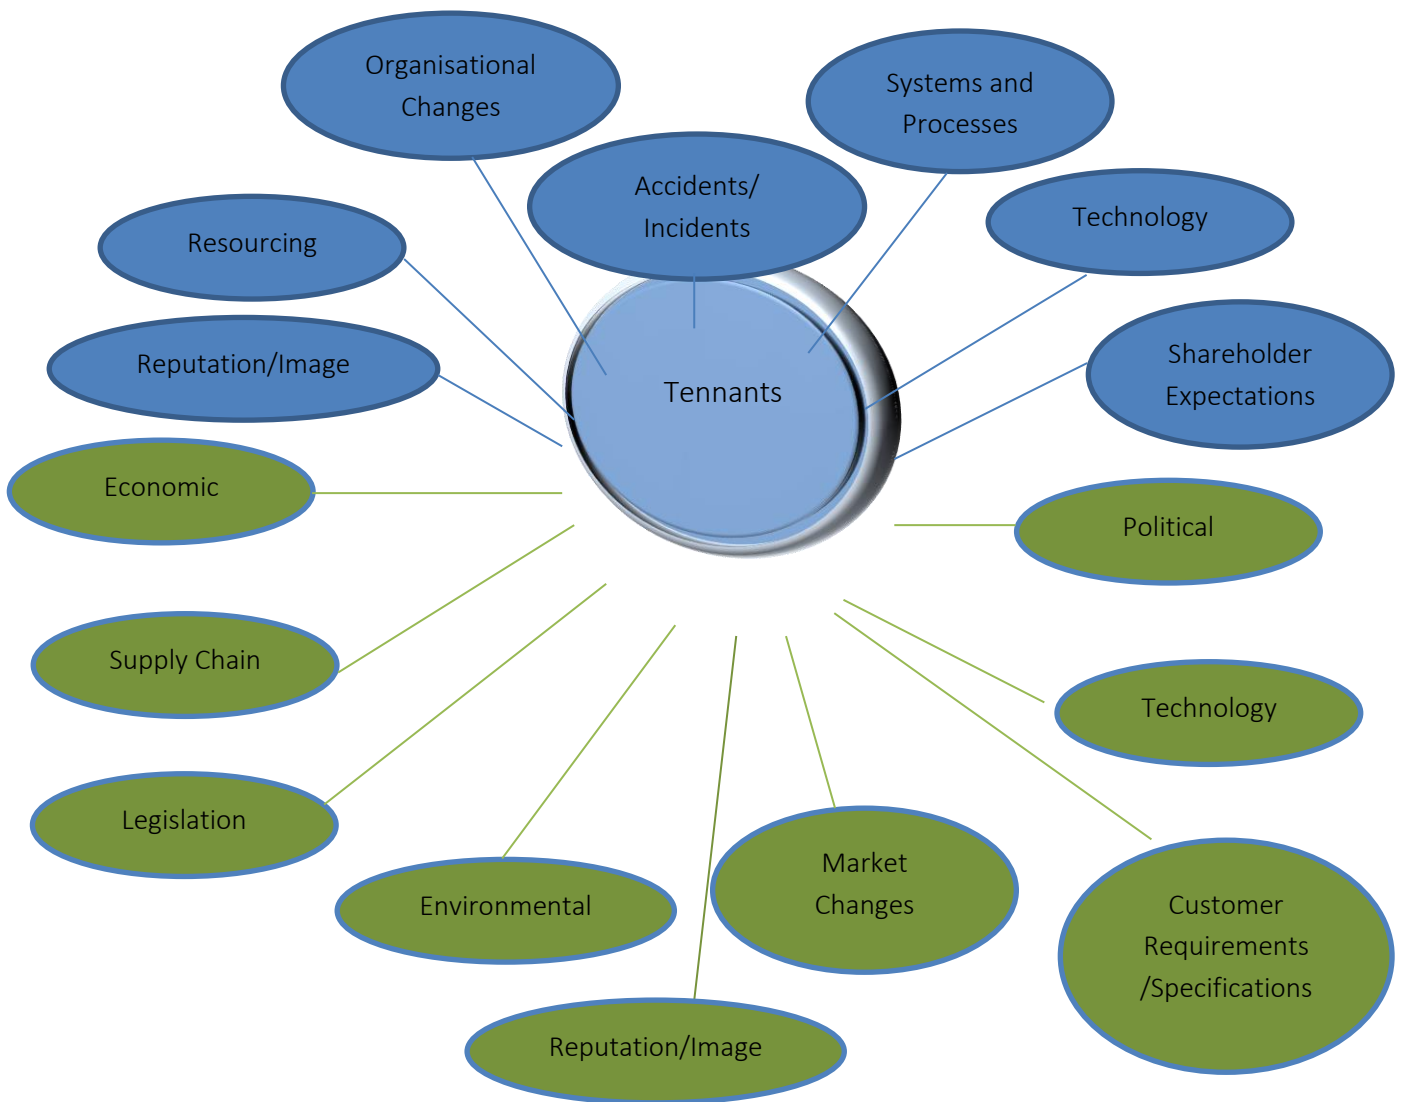 Organisational
Changes
Systems and
Processes
Accidents/
Incidents
Technology
Resourcing
Reputation/Image
Shareholder
Expectations
Tennants
Economic
Political
Supply Chain
Technology
Legislation
Environmental
Market
Changes
Customer
Requirements
/Specifications
Reputation/Image